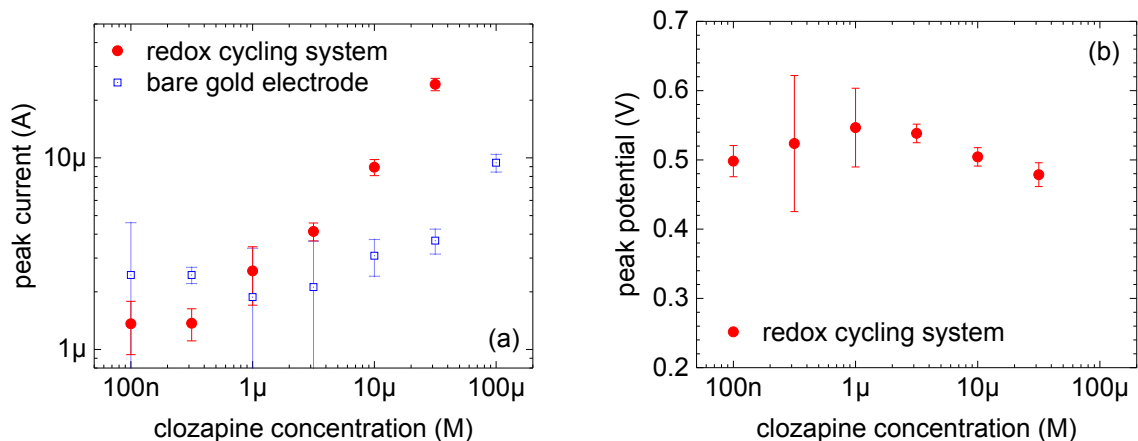 (a)
redox cycling system
bare gold electrode
peak current (A)
10µ
1µ
100n
1µ
10µ
100µ
clozapine concentration (M)
(b)
peak potential (V)
0.7
0.6
0.5
0.4
0.3
0.2
redox cycling system
100n
1µ
10µ
100µ
clozapine concentration (M)